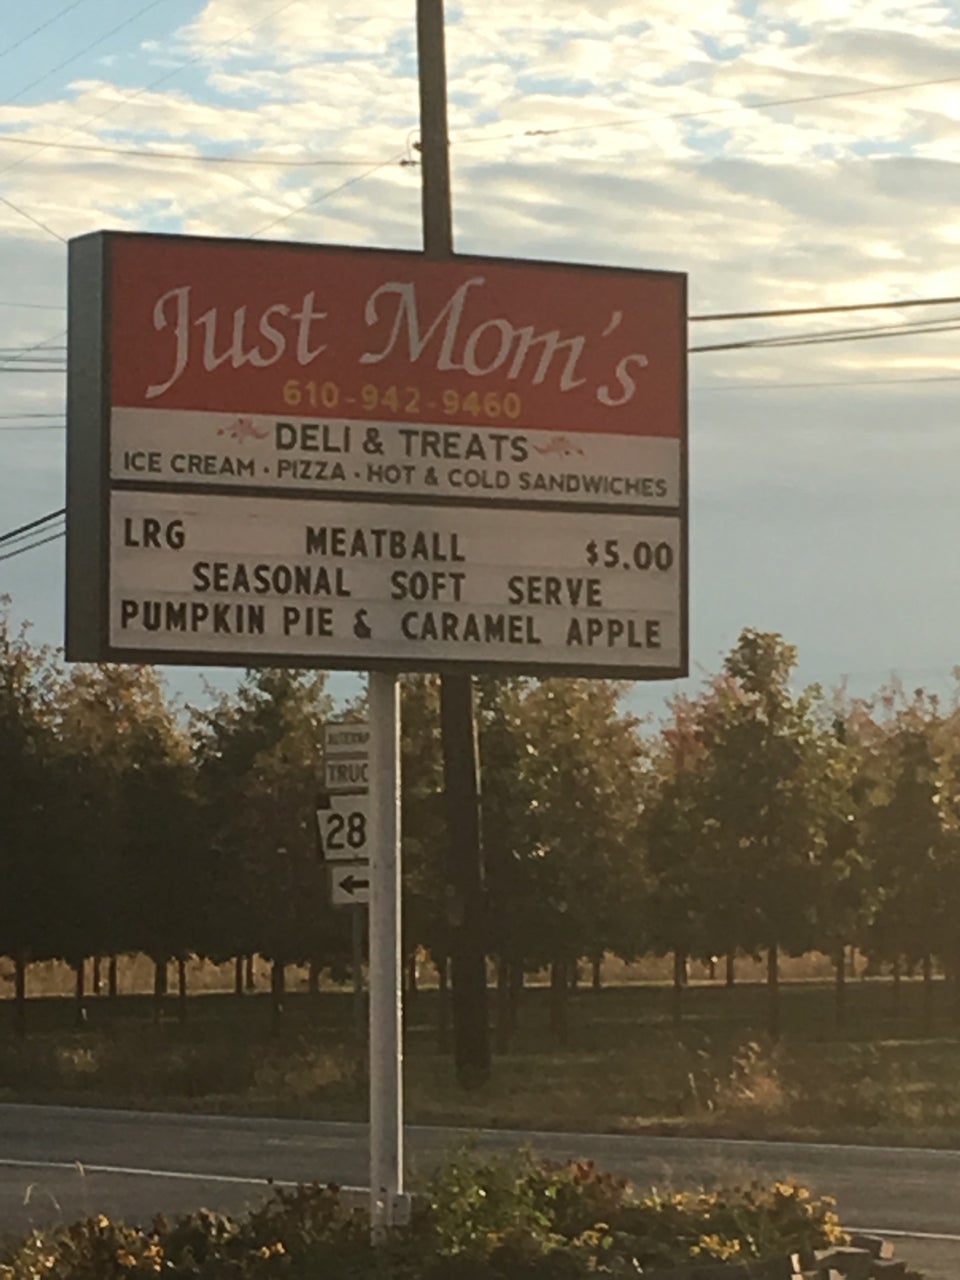 Just Mom's
610-942-9460
DELI & TREATS
ICE CREAM · PIZZA · HOT & COLD SANDWICHES
LRG MEATBALL $5.00
SEASONAL SOFT SERVE
PUMPKIN PIE & CARAMEL APPLE
TRUC
28